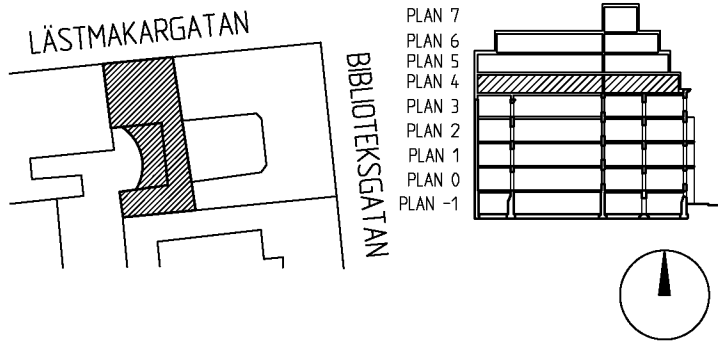 LÄSTMAKARGATAN
BIBLIOTEKSGATAN
PLAN 7
PLAN 6
PLAN 5
PLAN 4
PLAN 3
PLAN 2
PLAN 1
PLAN 0
PLAN -1